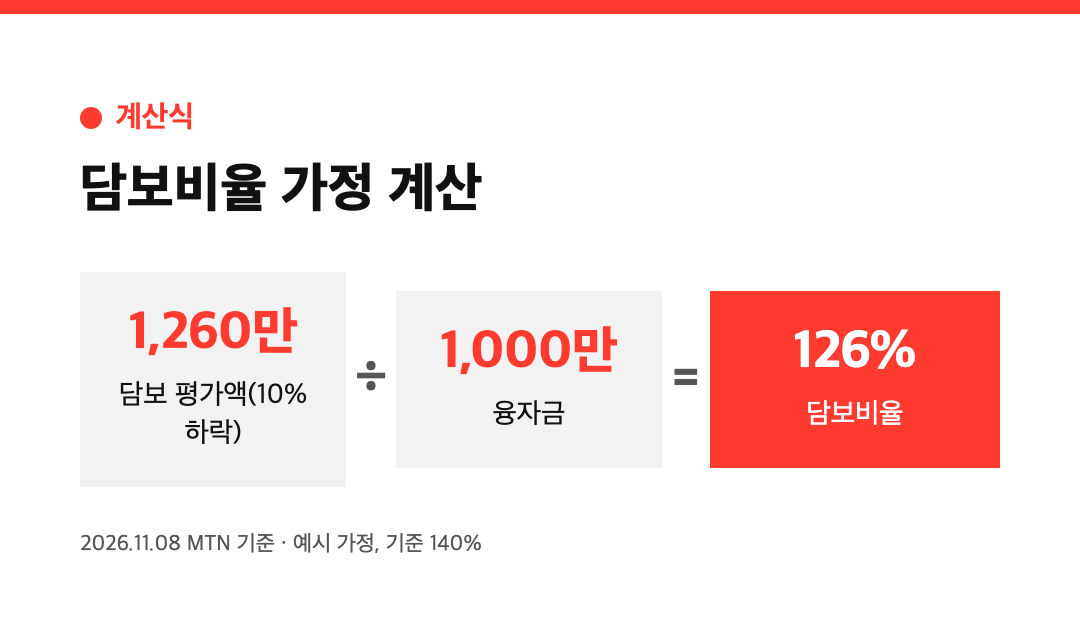 계산식
담보비율 가정 계산
1,260만
담보 평가액(10%
하락)
÷
1,000만
융자금
=
126%
담보비율
2026.11.08 MTN 기준 · 예시 가정, 기준 140%